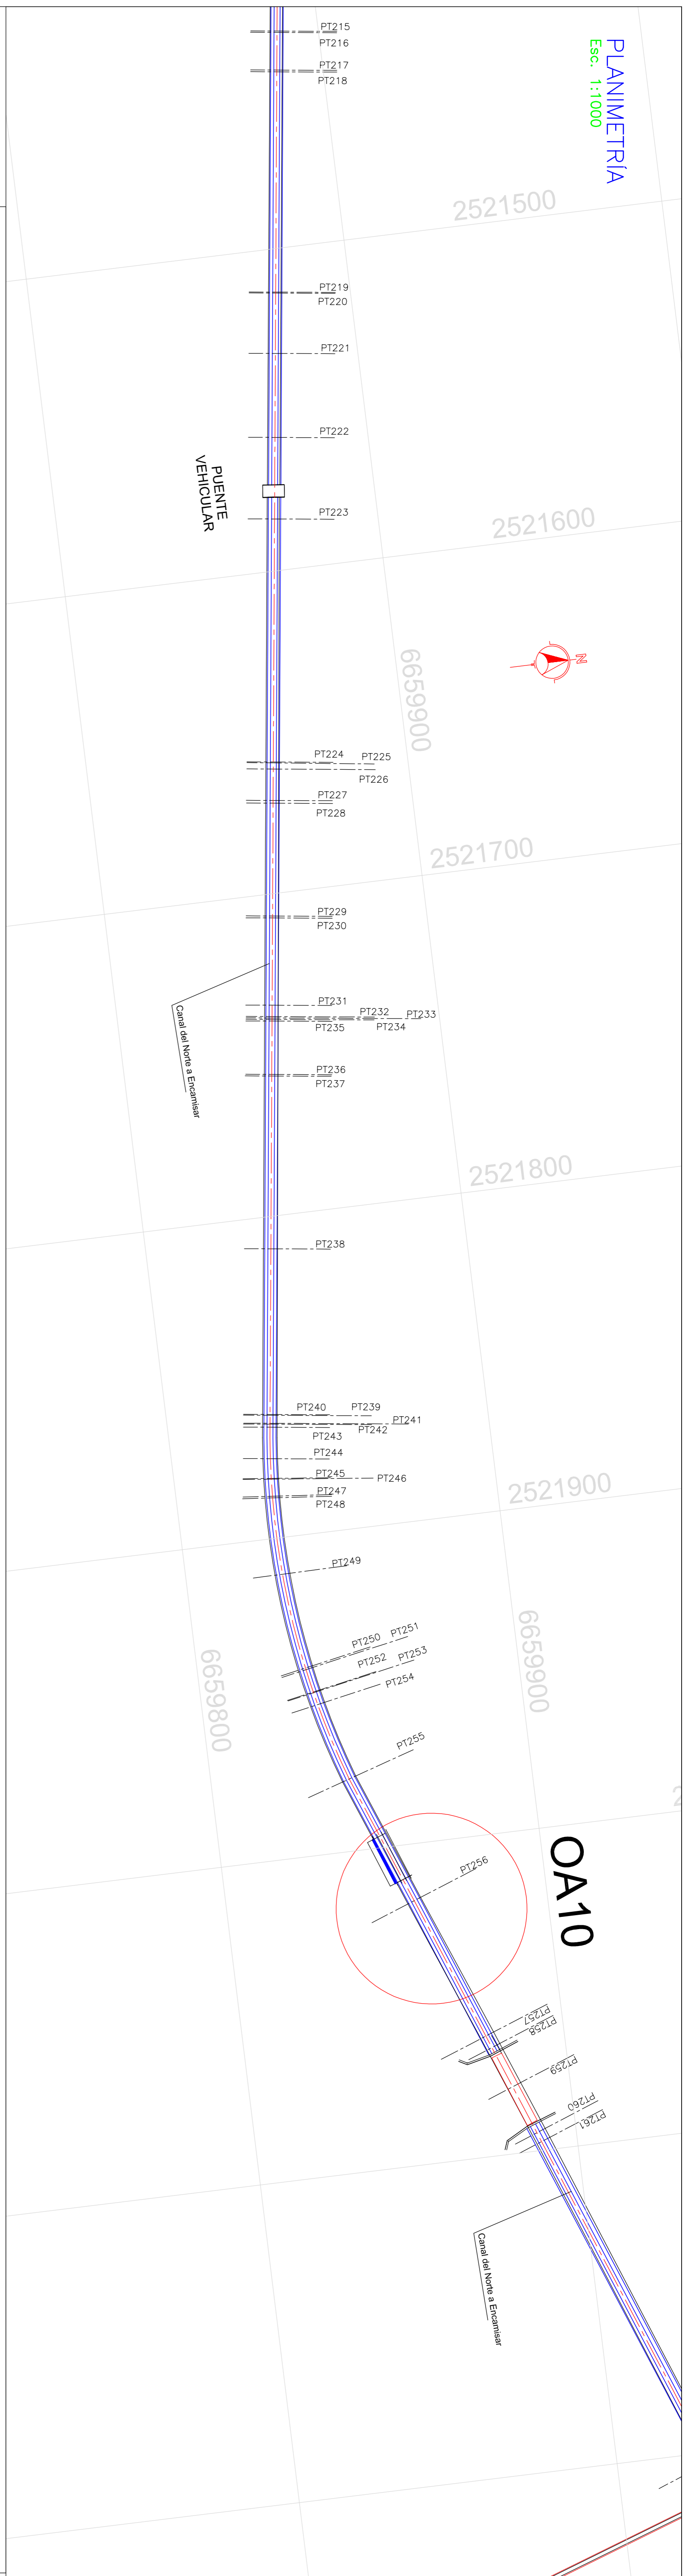 PLANIMETRÍA
Esc. 1:1000
PT215
PT216
PT217
PT218
2521500
PT219
PT220
PT221
PT222
PUENTE
VEHICULAR
PT223
2521600
N
6659900
PT224
PT225
PT226
PT227
PT228
2521700
PT229
PT230
PT231
PT232
PT233
PT234
PT235
Canal del Norte a Encamisar
PT236
PT237
2521800
PT238
PT240
PT239
PT241
PT242
PT243
PT244
PT245
PT246
2521900
PT247
PT248
PT249
6659900
6659800
PT250
PT251
PT252
PT253
PT254
PT255
2
OA10
PT256
PT257
PT258
PT259
PT260
PT261
Canal del Norte a Encamisar